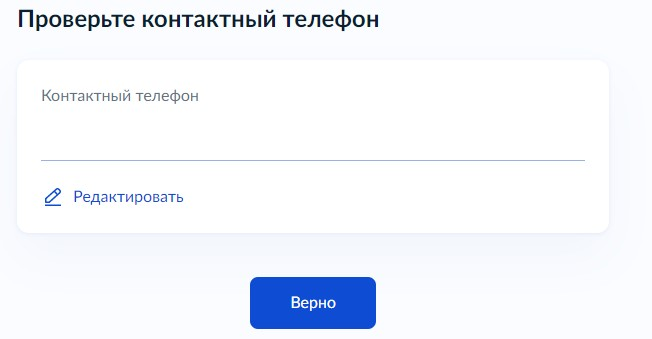 Проверьте контактный телефон
Контактный телефон
Редактировать
Верно